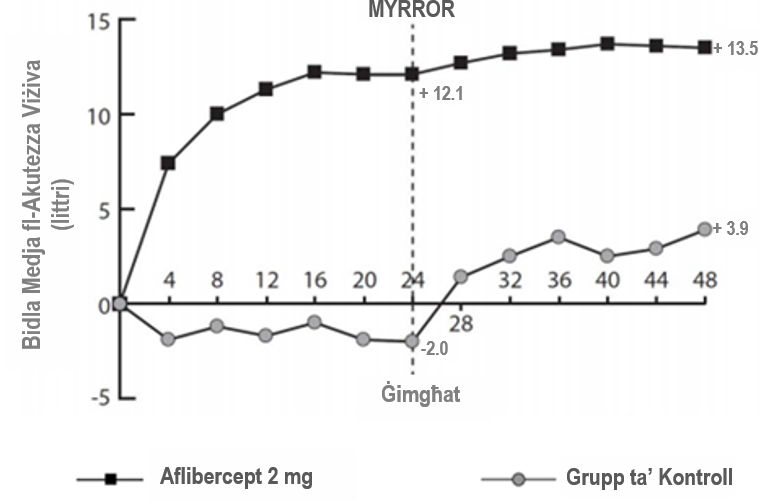 MYRROR
15
10
5
0
-5
Bidla Medja fl-Akutezza Viżiva
(littri)
+ 13.5
+ 12.1
+ 3.9
4 8 12 16 20 24 32 36 40 44 48
28
-2.0
Ġimgħat
Aflibercept 2 mg
Grupp ta’ Kontroll